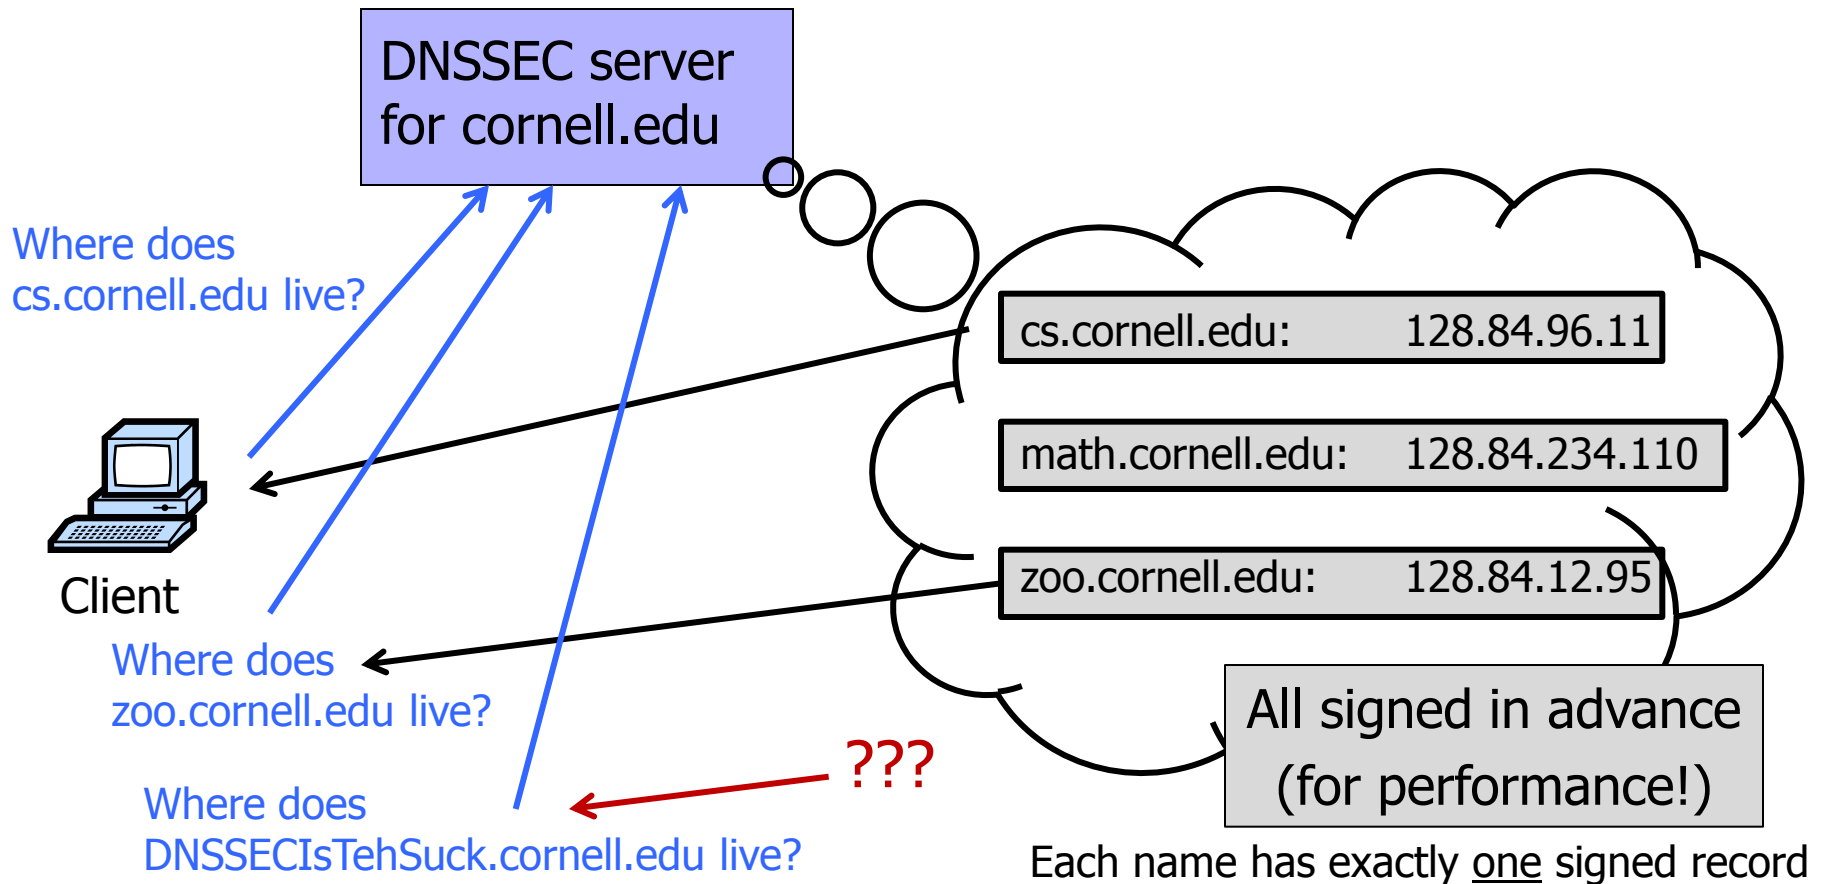 DNSSEC server
for cornell.edu
Where does
cs.cornell.edu live?
cs.cornell.edu: 128.84.96.11
math.cornell.edu: 128.84.234.110
zoo.cornell.edu: 128.84.12.95
Client
Where does
zoo.cornell.edu live?
All signed in advance
(for performance!)
???
Where does
DNSSECIsTehSuck.cornell.edu live?
Each name has exactly one signed record